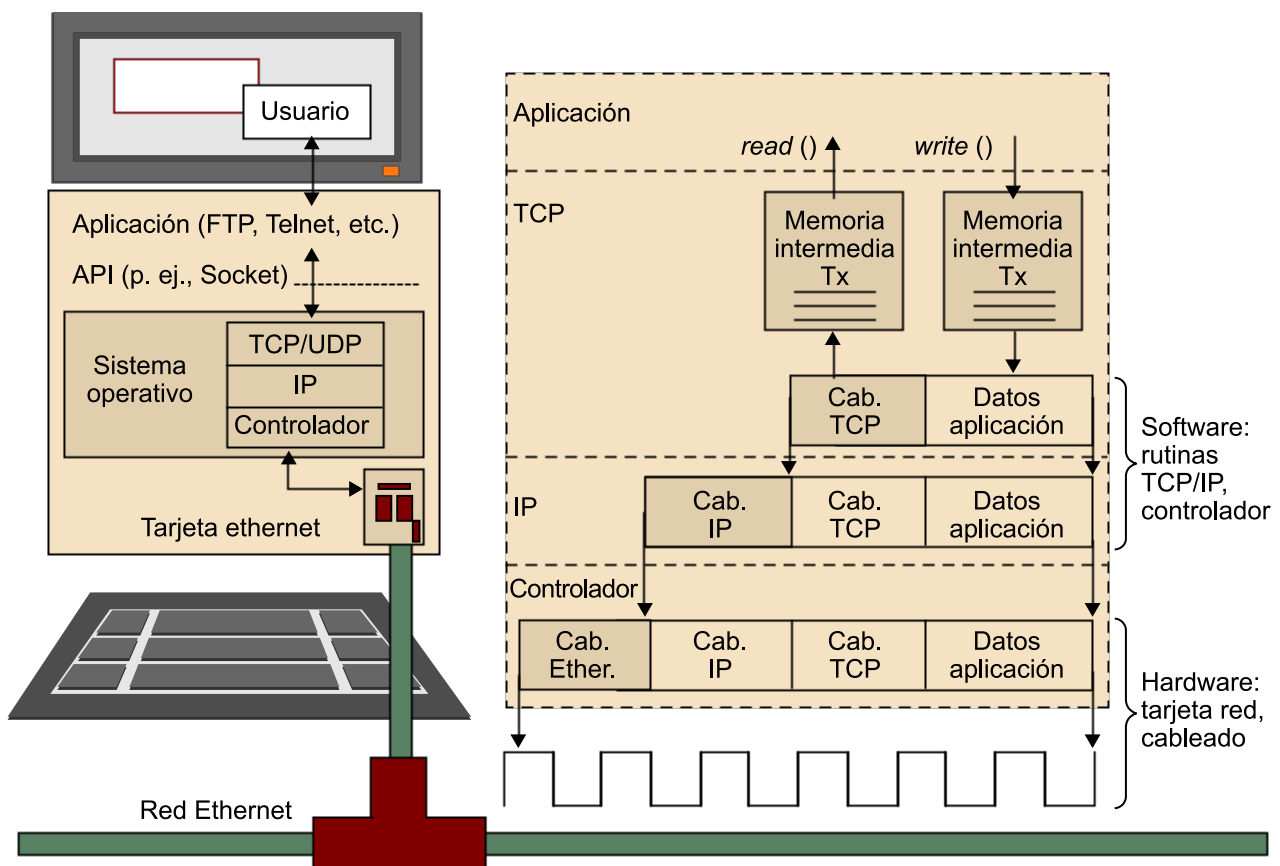 Usuario
Aplicación (FTP, Telnet, etc.)
API (p. ej., Socket)
Sistema
operativo
TCP/UDP
IP
Controlador
Tarjeta ethernet
Red Ethernet
Aplicación
read ()
write ()
TCP
Memoria
intermedia
Tx
Memoria
intermedia
Tx
Cab.
TCP
Datos
aplicación
IP
Cab.
IP
Cab.
TCP
Datos
aplicación
Controlador
Cab.
Ether.
Cab.
IP
Cab.
TCP
Datos
aplicación
Software:
rutinas
TCP/IP,
controlador
Hardware:
tarjeta red,
cableado